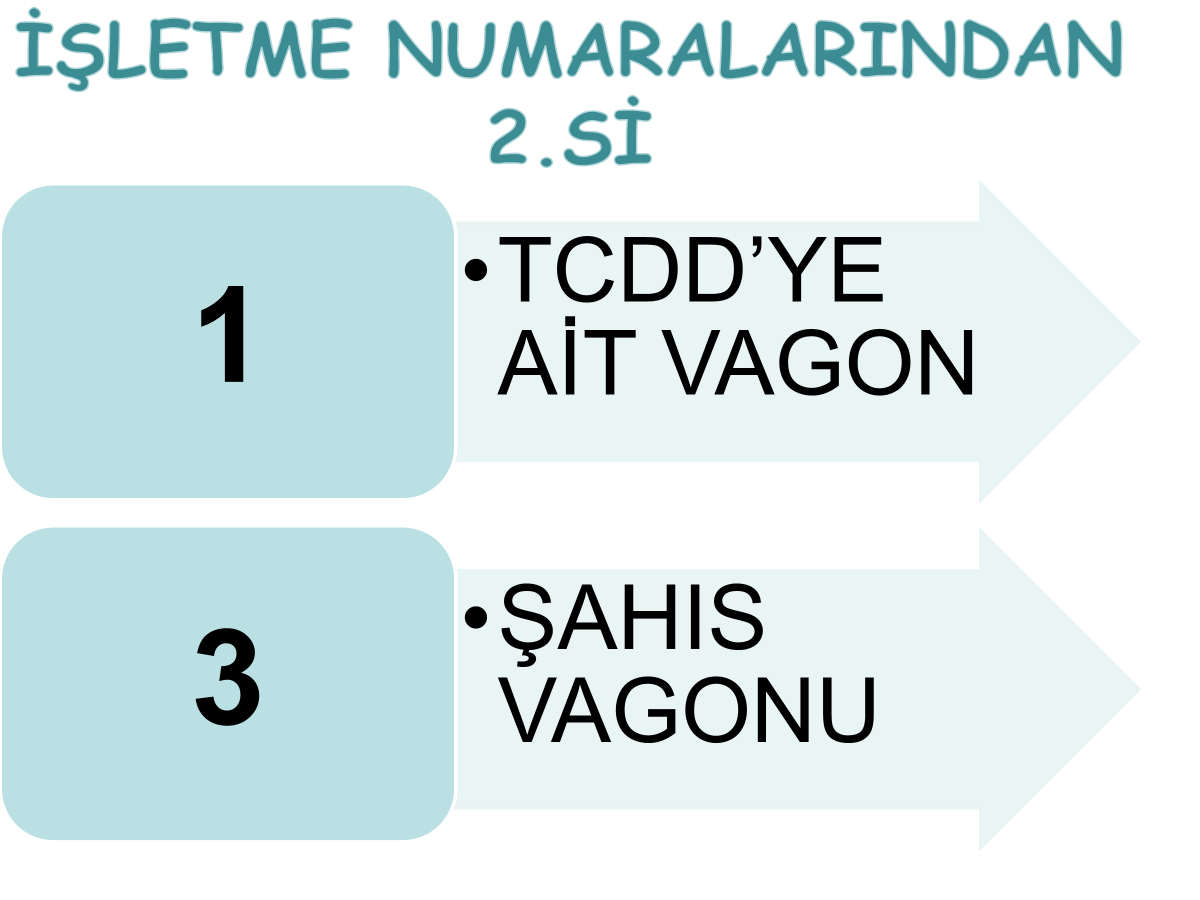 İŞLETME NUMARALARINDAN
2.Sİ
1
•TCDD’YE
AİT VAGON
3
•ŞAHIS
VAGONU